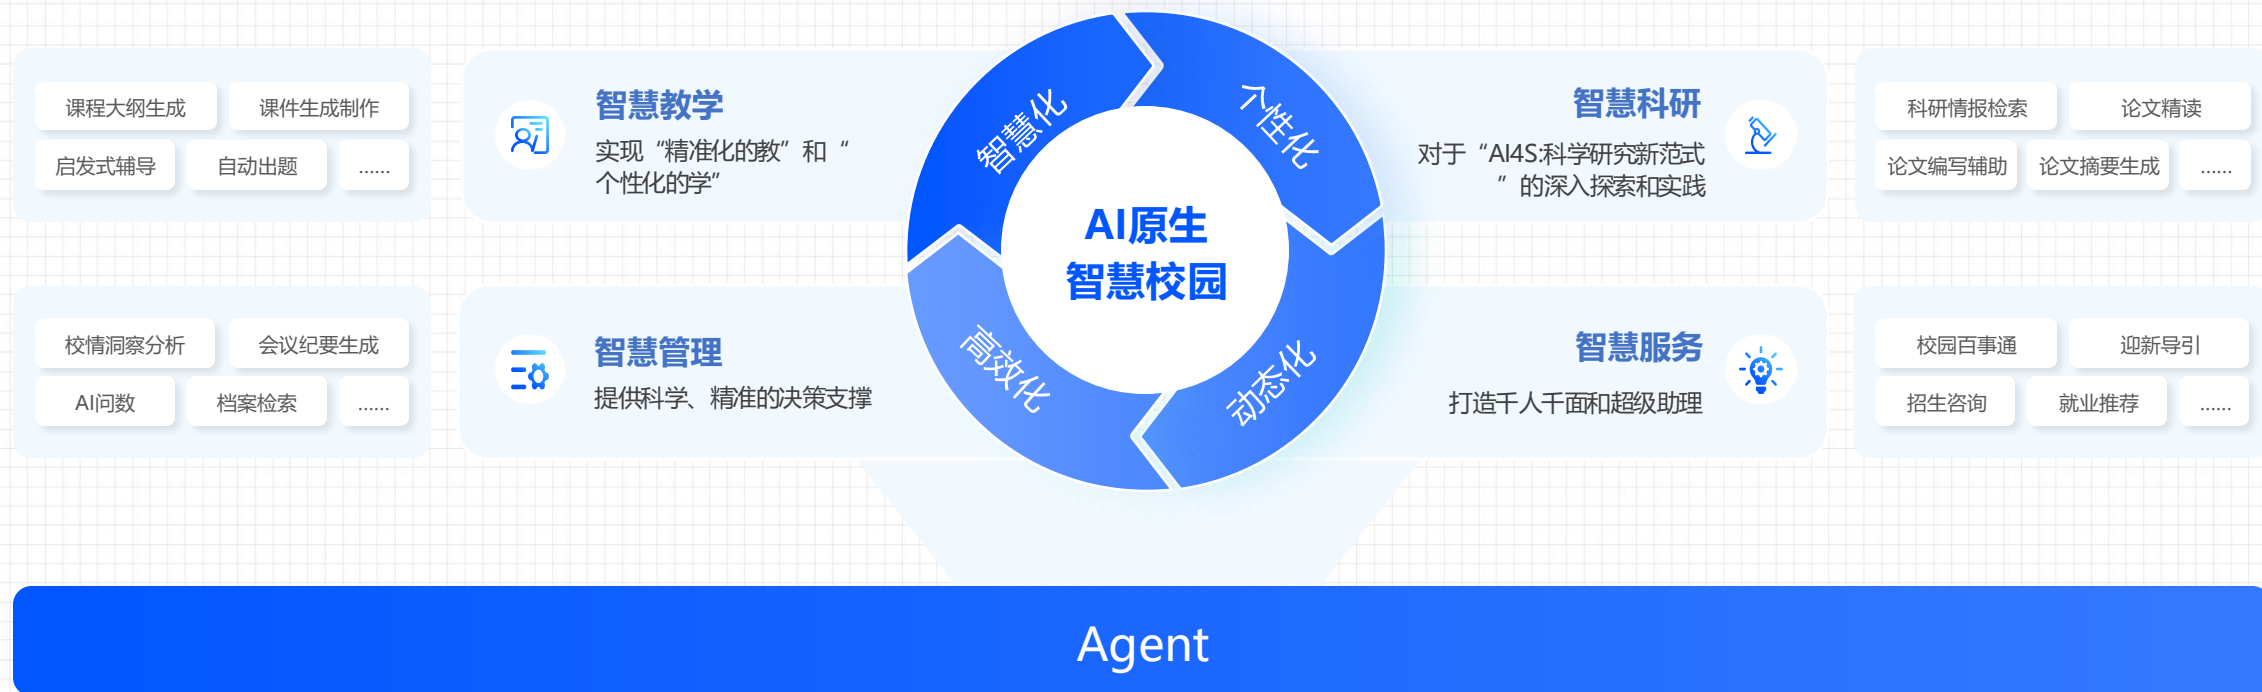 课程大纲生成
课件生成制作
启发式辅导
自动出题
......
智慧教学
实现“精准化的教”和“
个性化的学”
智慧化
个性化
高效化
动态化
AI原生
智慧校园
智慧科研
对于“AI4S:科学研究新范式
”的深入探索和实践
科研情报检索
论文精读
论文编写辅助
论文摘要生成
......
校情洞察分析
会议纪要生成
AI问数
档案检索
......
智慧管理
提供科学、精准的决策支撑
智慧服务
打造千人千面和超级助理
校园百事通
迎新导引
招生咨询
就业推荐
......
Agent